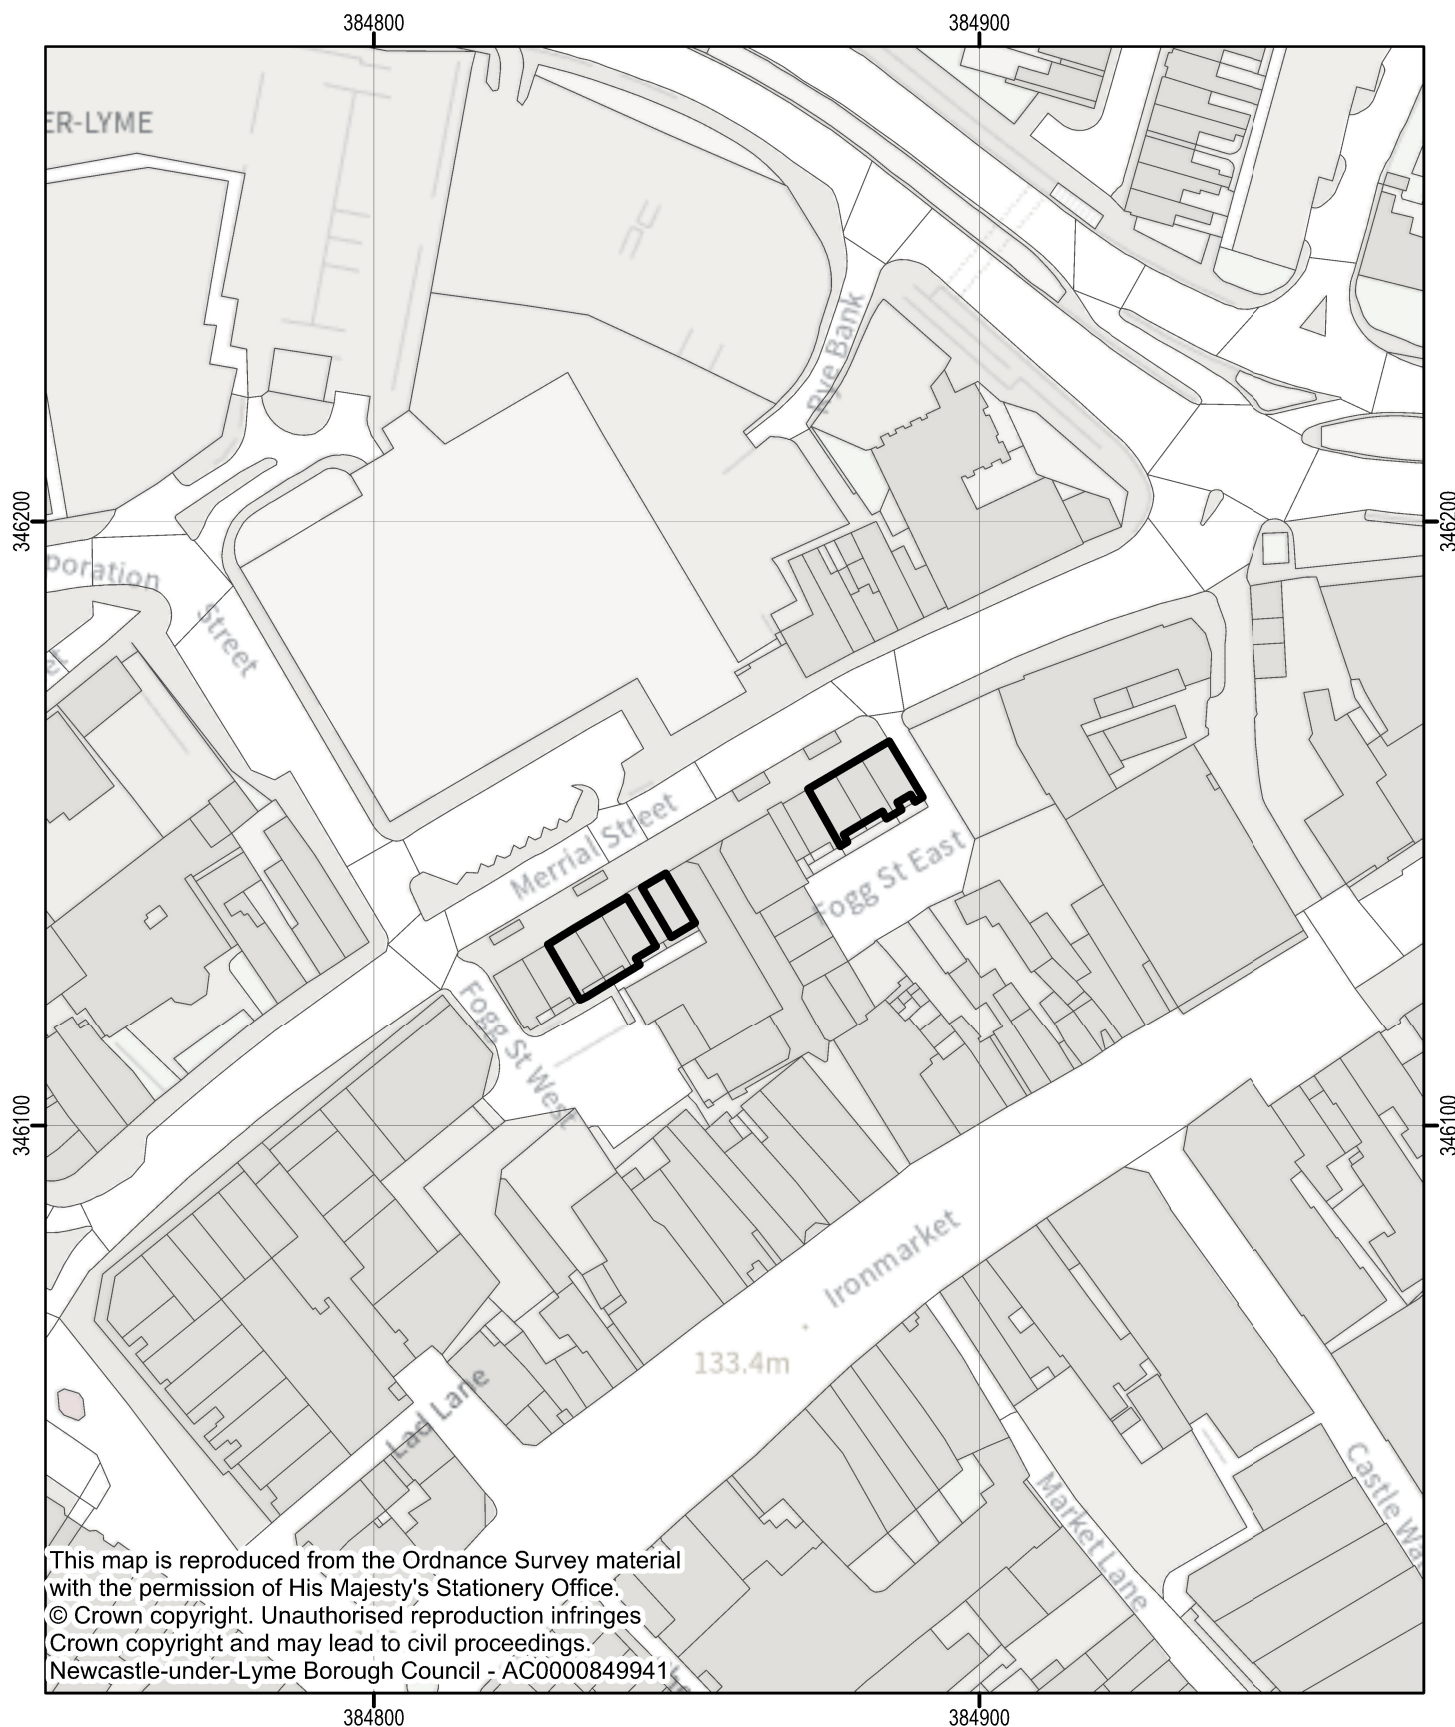 384800
384900
ER-LYME
Rye Bank
346200
346200
poration
Street
Merrial Street
Fogg St East
Fogg St West
346100
346100
Ironmarket
133.4m
Lad Lane
Market Lane
Castle Wa
This map is reproduced from the Ordnance Survey material
with the permission of His Majesty's Stationery Office.
© Crown copyright. Unauthorised reproduction infringes
Crown copyright and may lead to civil proceedings.
Newcastle-under-Lyme Borough Council - AC0000849941
384800
384900